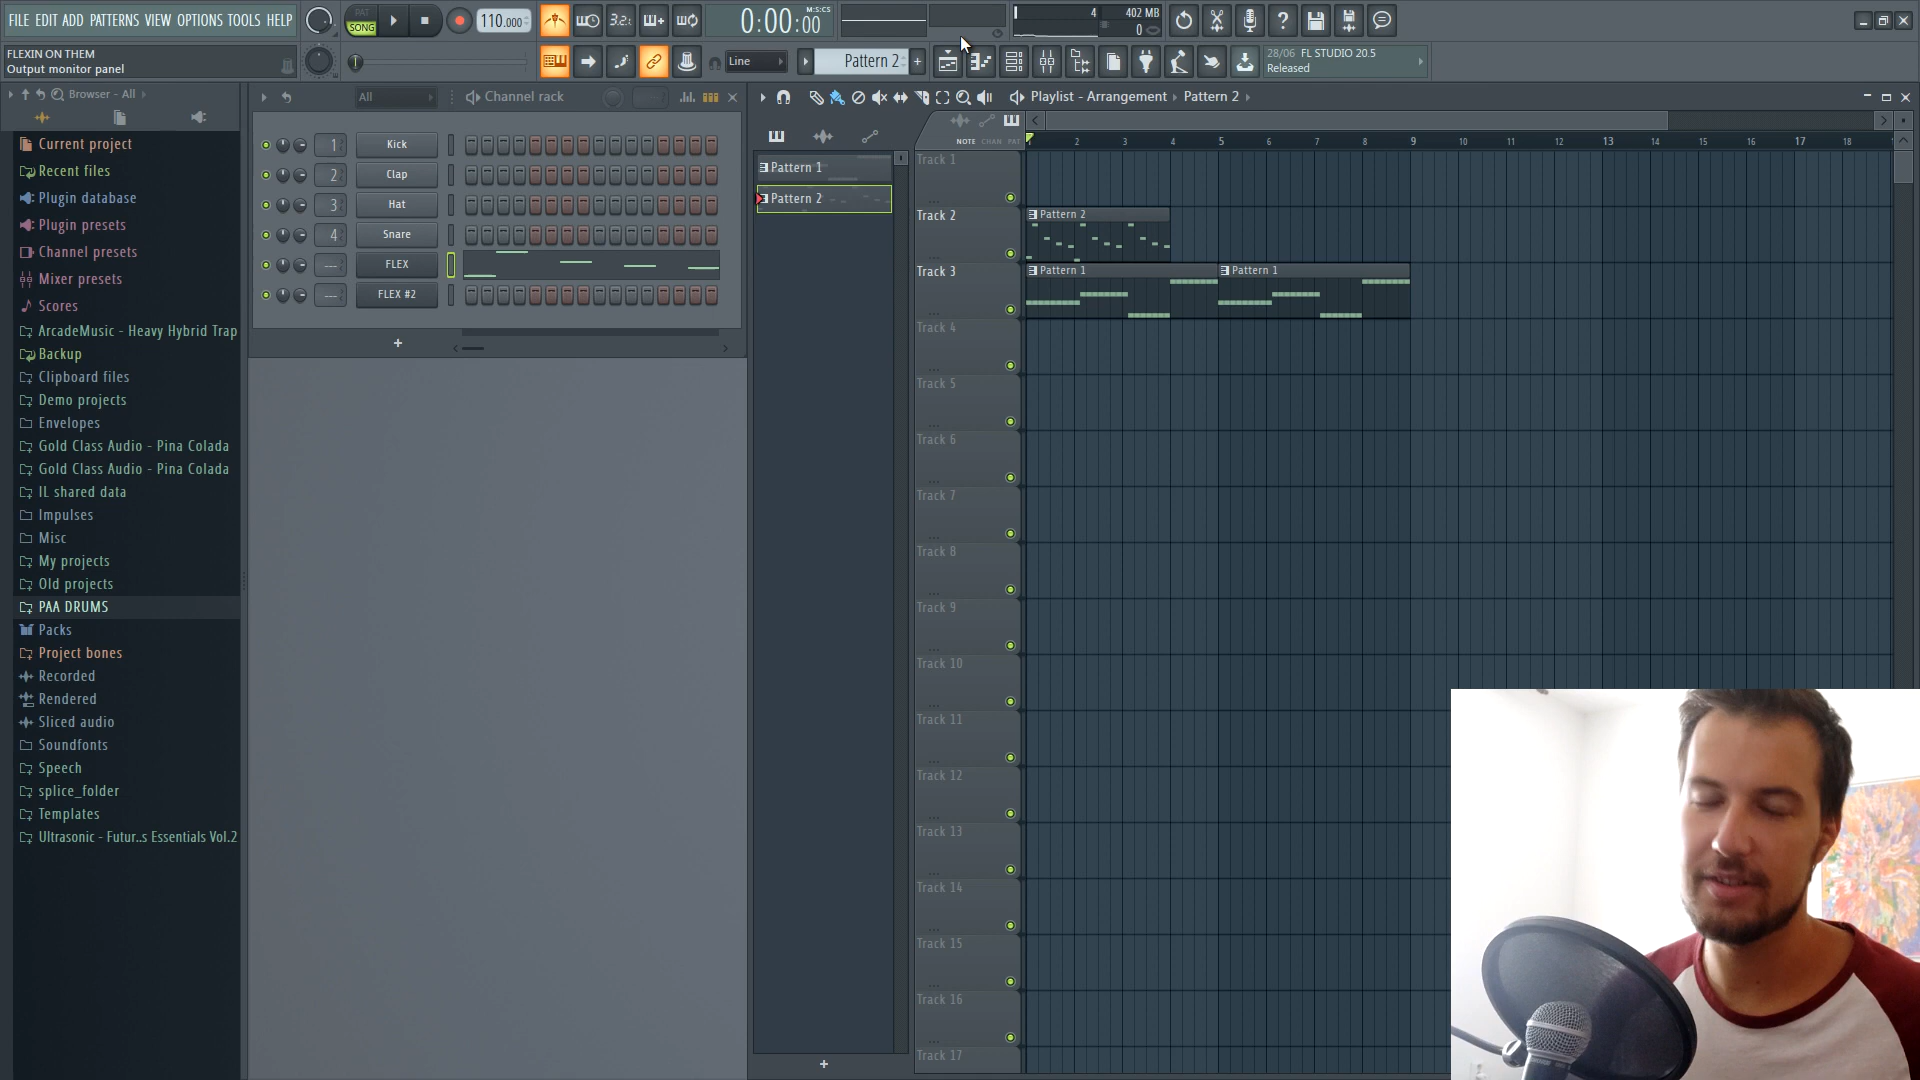 FILE EDIT ADD PATTERNS VIEW OPTIONS TOOLS HELP
PAT
SONG
110.000
3.2.
0:00:00
M:S:CS
4
402 MB
0
FLEXIN ON THEM
Output monitor panel
Line
Pattern 2
+
28/06 FL STUDIO 20.5
Released
Browser - All
Current project
Recent files
Plugin database
Plugin presets
Channel presets
Mixer presets
Scores
ArcadeMusic - Heavy Hybrid Trap
Backup
Clipboard files
Demo projects
Envelopes
Gold Class Audio - Pina Colada
Gold Class Audio - Pina Colada
IL shared data
Impulses
Misc
My projects
Old projects
PAA DRUMS
Packs
Project bones
Recorded
Rendered
Sliced audio
Soundfonts
Speech
splice_folder
Templates
Ultrasonic - Futur..s Essentials Vol.2
All
Channel rack
1 Kick
2 Clap
3 Hat
4 Snare
--- FLEX
--- FLEX #2
+
Playlist - Arrangement Pattern 2
NOTE CHAN PAT
2 3 4 5 6 7 8 9 10 11 12 13 14 15 16 17 18
Pattern 1
Pattern 2
+
Track 1
Track 2
Pattern 2
Track 3
Pattern 1 Pattern 1
Track 4
Track 5
Track 6
Track 7
Track 8
Track 9
Track 10
Track 11
Track 12
Track 13
Track 14
Track 15
Track 16
Track 17